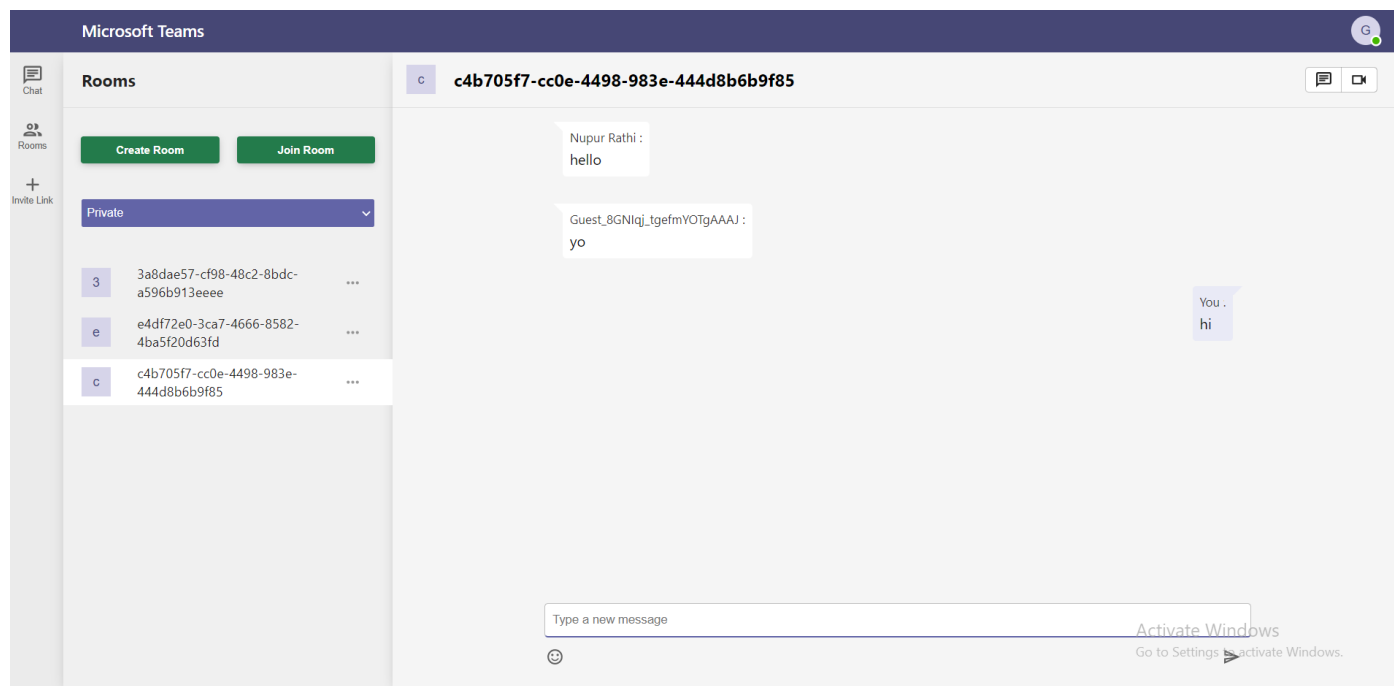 Microsoft Teams
G
Chat
Rooms
Invite Link
Rooms
Create Room
Join Room
Private
3
3a8dae57-cf98-48c2-8bdc-
a596b913eeee
e
e4df72e0-3ca7-4666-8582-
4ba5f20d63fd
c
c4b705f7-cc0e-4498-983e-
444d8b6b9f85
c
c4b705f7-cc0e-4498-983e-444d8b6b9f85
Nupur Rathi :
hello
Guest_8GNIqj_tgefmYOTgAAAJ :
yo
You .
hi
Type a new message
Activate Windows
Go to Settings to activate Windows.